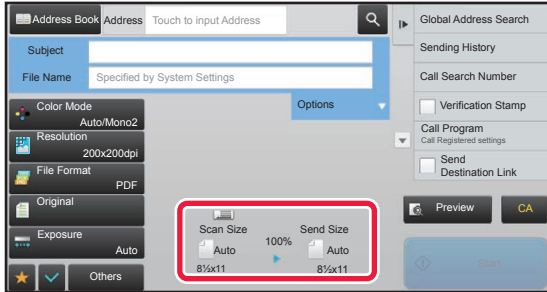 Address Book Address Touch to input Address
Global Address Search
Subject
Sending History
File Name Specified by System Settings
Call Search Number
Options
Verification Stamp
Color Mode
Auto/Mono2
Call Program
Call Registered settings
Resolution
200x200dpi
Send
Destination Link
File Format
PDF
Original
Preview CA
Scan Size 100% Send Size
Auto Auto
8½x11 8½x11
Exposure
Auto
Start
Others